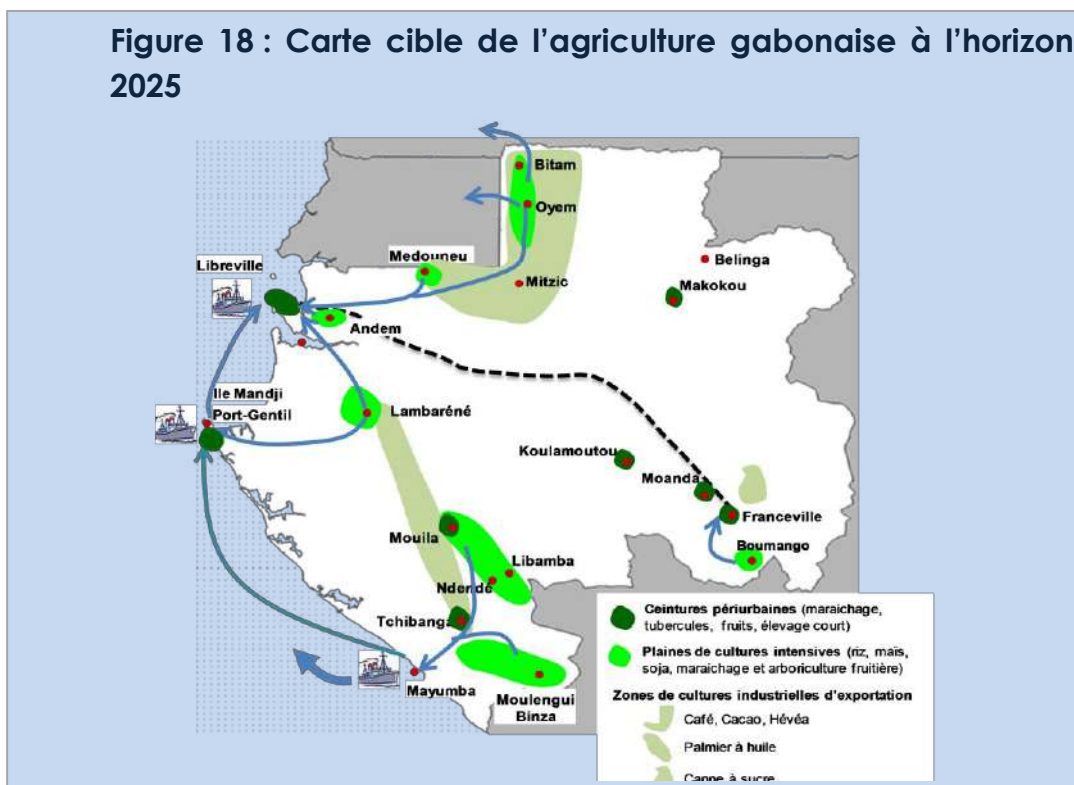 Figure 18 : Carte cible de l’agriculture gabonaise à l’horizon
2025
Bitam
Oyem
Medouneu
Libreville
Mitzic
Belinga
Makokou
Andem
Ile Mandji
Port-Gentil
Lambaréné
Koulamoutou
Moanda
Franceville
Mouila
Boumango
Libamba
Ndendé
Tchibanga
Mayumba
Moulengui
Binza
Ceintures périurbaines (maraichage,
tubercules, fruits, élevage court)
Plaines de cultures intensives (riz, maïs,
soja, maraichage et arboriculture fruitière)
Zones de cultures industrielles d’exportation
Café, Cacao, Hévéa
Palmier à huile
Canne à sucre